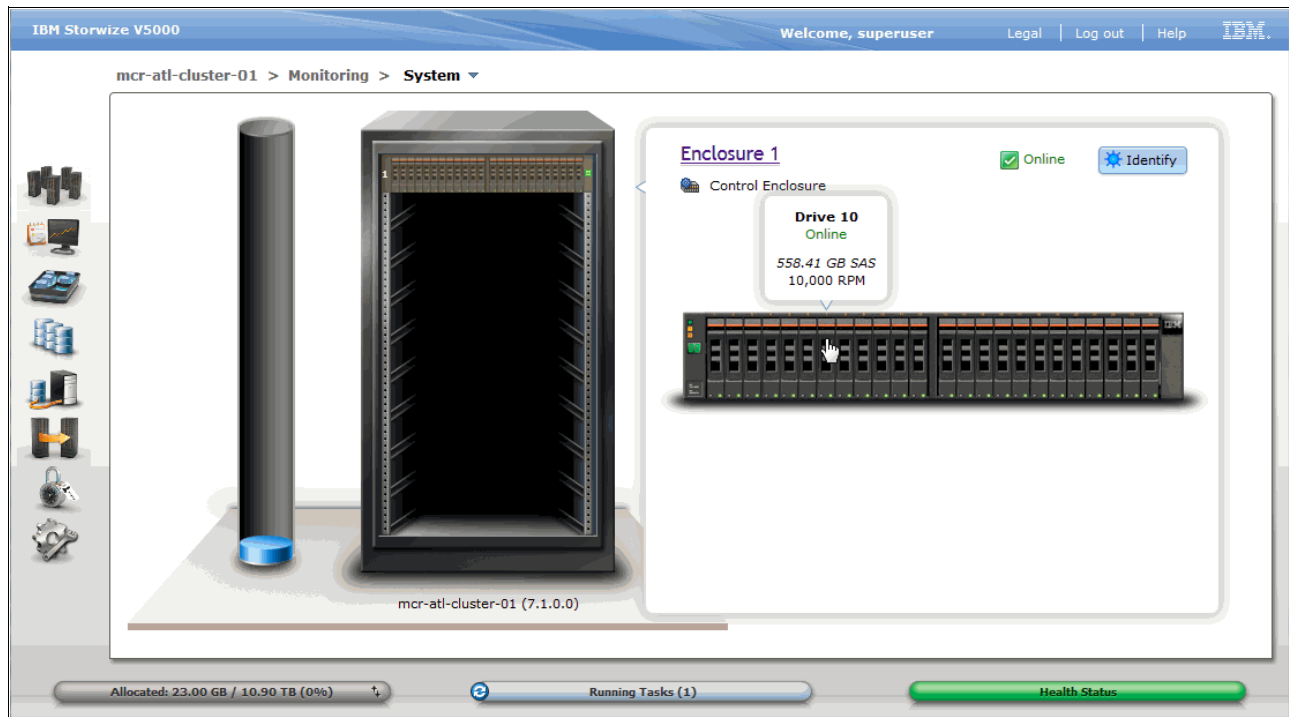 IBM Storwize V5000
Welcome, superuser
Legal | Log out | Help
IBM.
mcr-atl-cluster-01 > Monitoring > System
Enclosure 1
Online
Identify
Control Enclosure
Drive 10
Online
558.41 GB SAS
10,000 RPM
1
IBM
mcr-atl-cluster-01 (7.1.0.0)
Allocated: 23.00 GB / 10.90 TB (0%)
Running Tasks (1)
Health Status